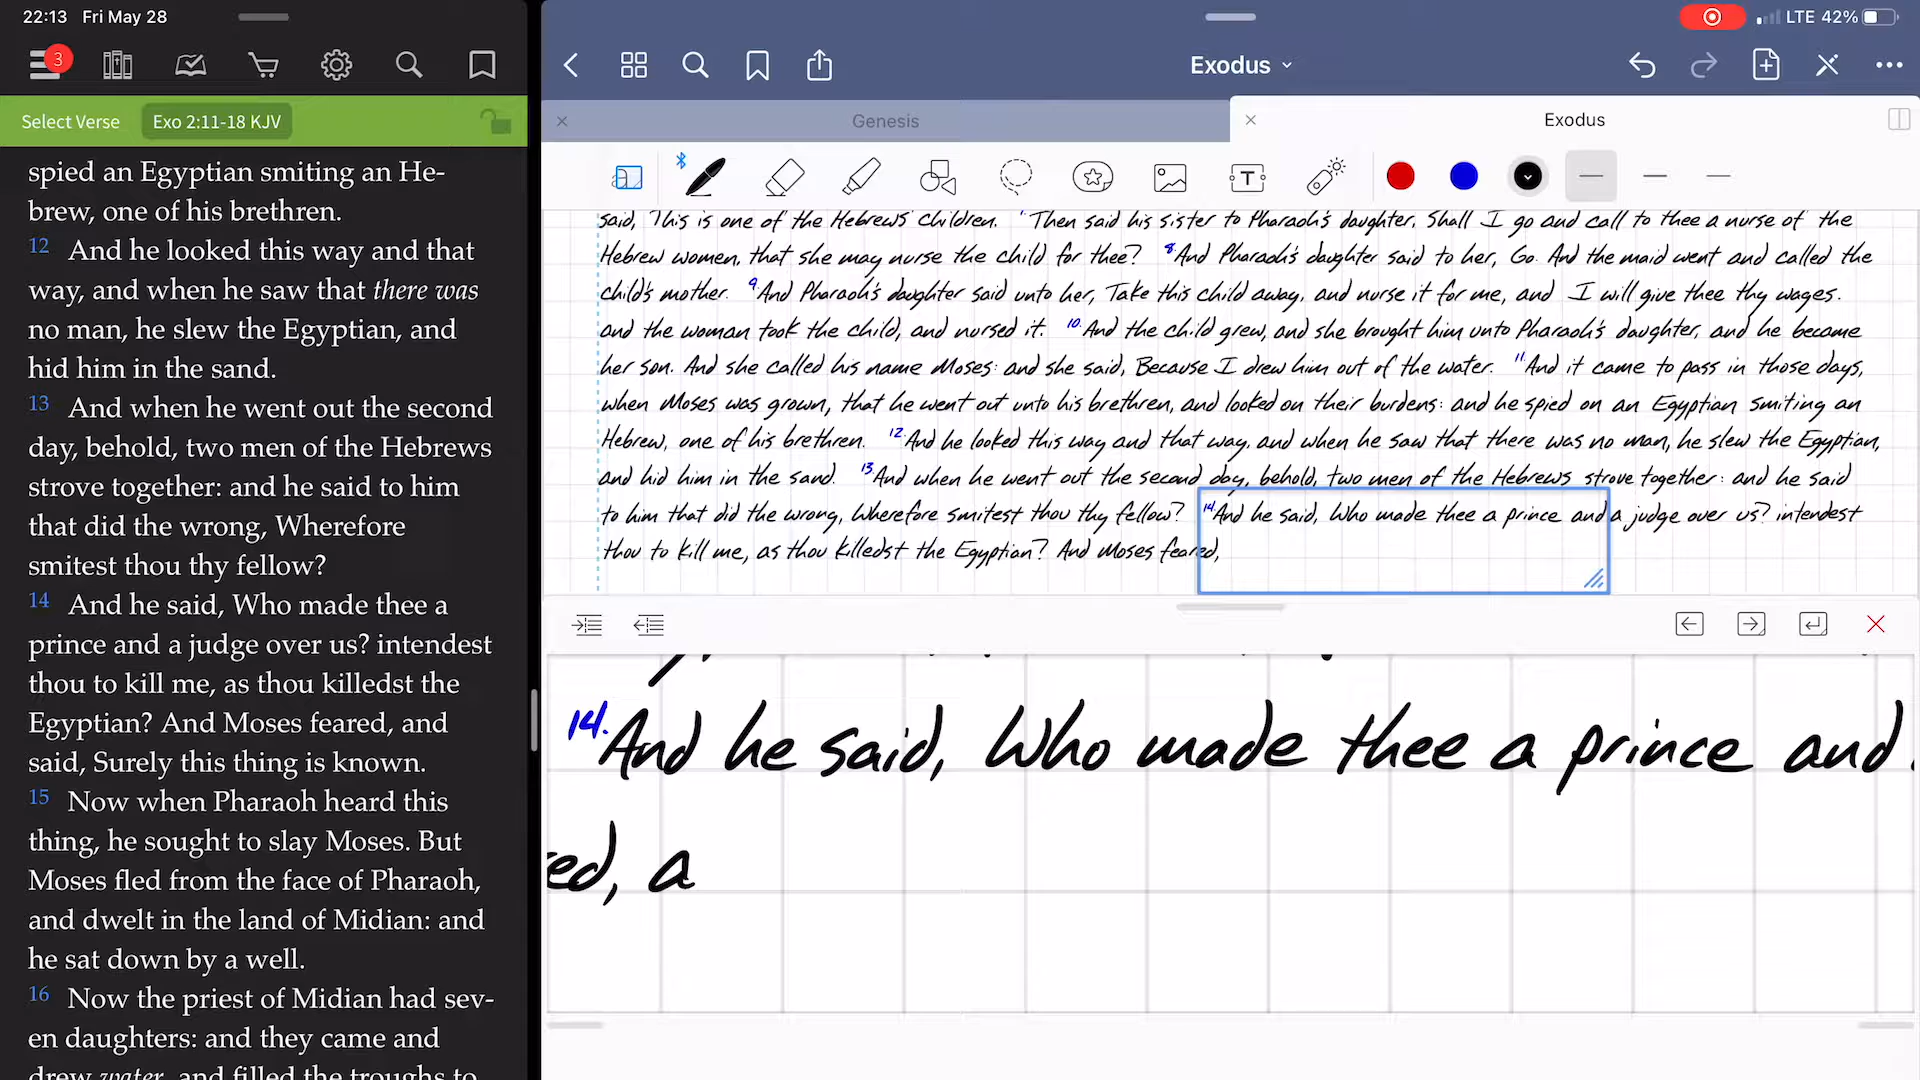 22:13 Fri May 28
LTE 42%
3
Select Verse Exo 2:11-18 KJV
spied an Egyptian smiting an He-
brew, one of his brethren.
12 And he looked this way and that
way, and when he saw that there was
no man, he slew the Egyptian, and
hid him in the sand.
13 And when he went out the second
day, behold, two men of the Hebrews
strove together: and he said to him
that did the wrong, Wherefore
smitest thou thy fellow?
14 And he said, Who made thee a
prince and a judge over us? intendest
thou to kill me, as thou killedst the
Egyptian? And Moses feared, and
said, Surely this thing is known.
15 Now when Pharaoh heard this
thing, he sought to slay Moses. But
Moses fled from the face of Pharaoh,
and dwelt in the land of Midian: and
he sat down by a well.
16 Now the priest of Midian had sev-
en daughters: and they came and
drew water, and filled the troughs to
Exodus
Genesis
Exodus
T
said, This is one of the Hebrews' children. Then said his sister to Pharaoh's daughter, Shall I go and call to thee a nurse of the
Hebrew women, that she may nurse the child for thee? 8. And Pharaoh's daughter said to her, Go. And the maid went and called the
child's mother. 9. And Pharaoh's daughter said unto her, Take this child away, and nurse it for me, and I will give thee thy wages.
and the woman took the child, and nursed it. 10. And the child grew, and she brought him unto Pharaoh's daughter, and he became
her son. And she called his name Moses: and she said, Because I drew him out of the water. 11. And it came to pass in those days,
when Moses was grown, that he went out unto his brethren, and looked on their burdens: and he spied on an Egyptian smiting an
Hebrew, one of his brethren. 12. And he looked this way and that way, and when he saw that there was no man, he slew the Egyptian,
and hid him in the sand. 13. And when he went out the second day, behold, two men of the Hebrews strove together: and he said
to him that did the wrong, Wherefore smitest thou thy fellow? 14. And he said, Who made thee a prince and a judge over us? intendest
thou to kill me, as thou killedst the Egyptian? And Moses feared,
14. And he said, Who made thee a prince and
ed, a